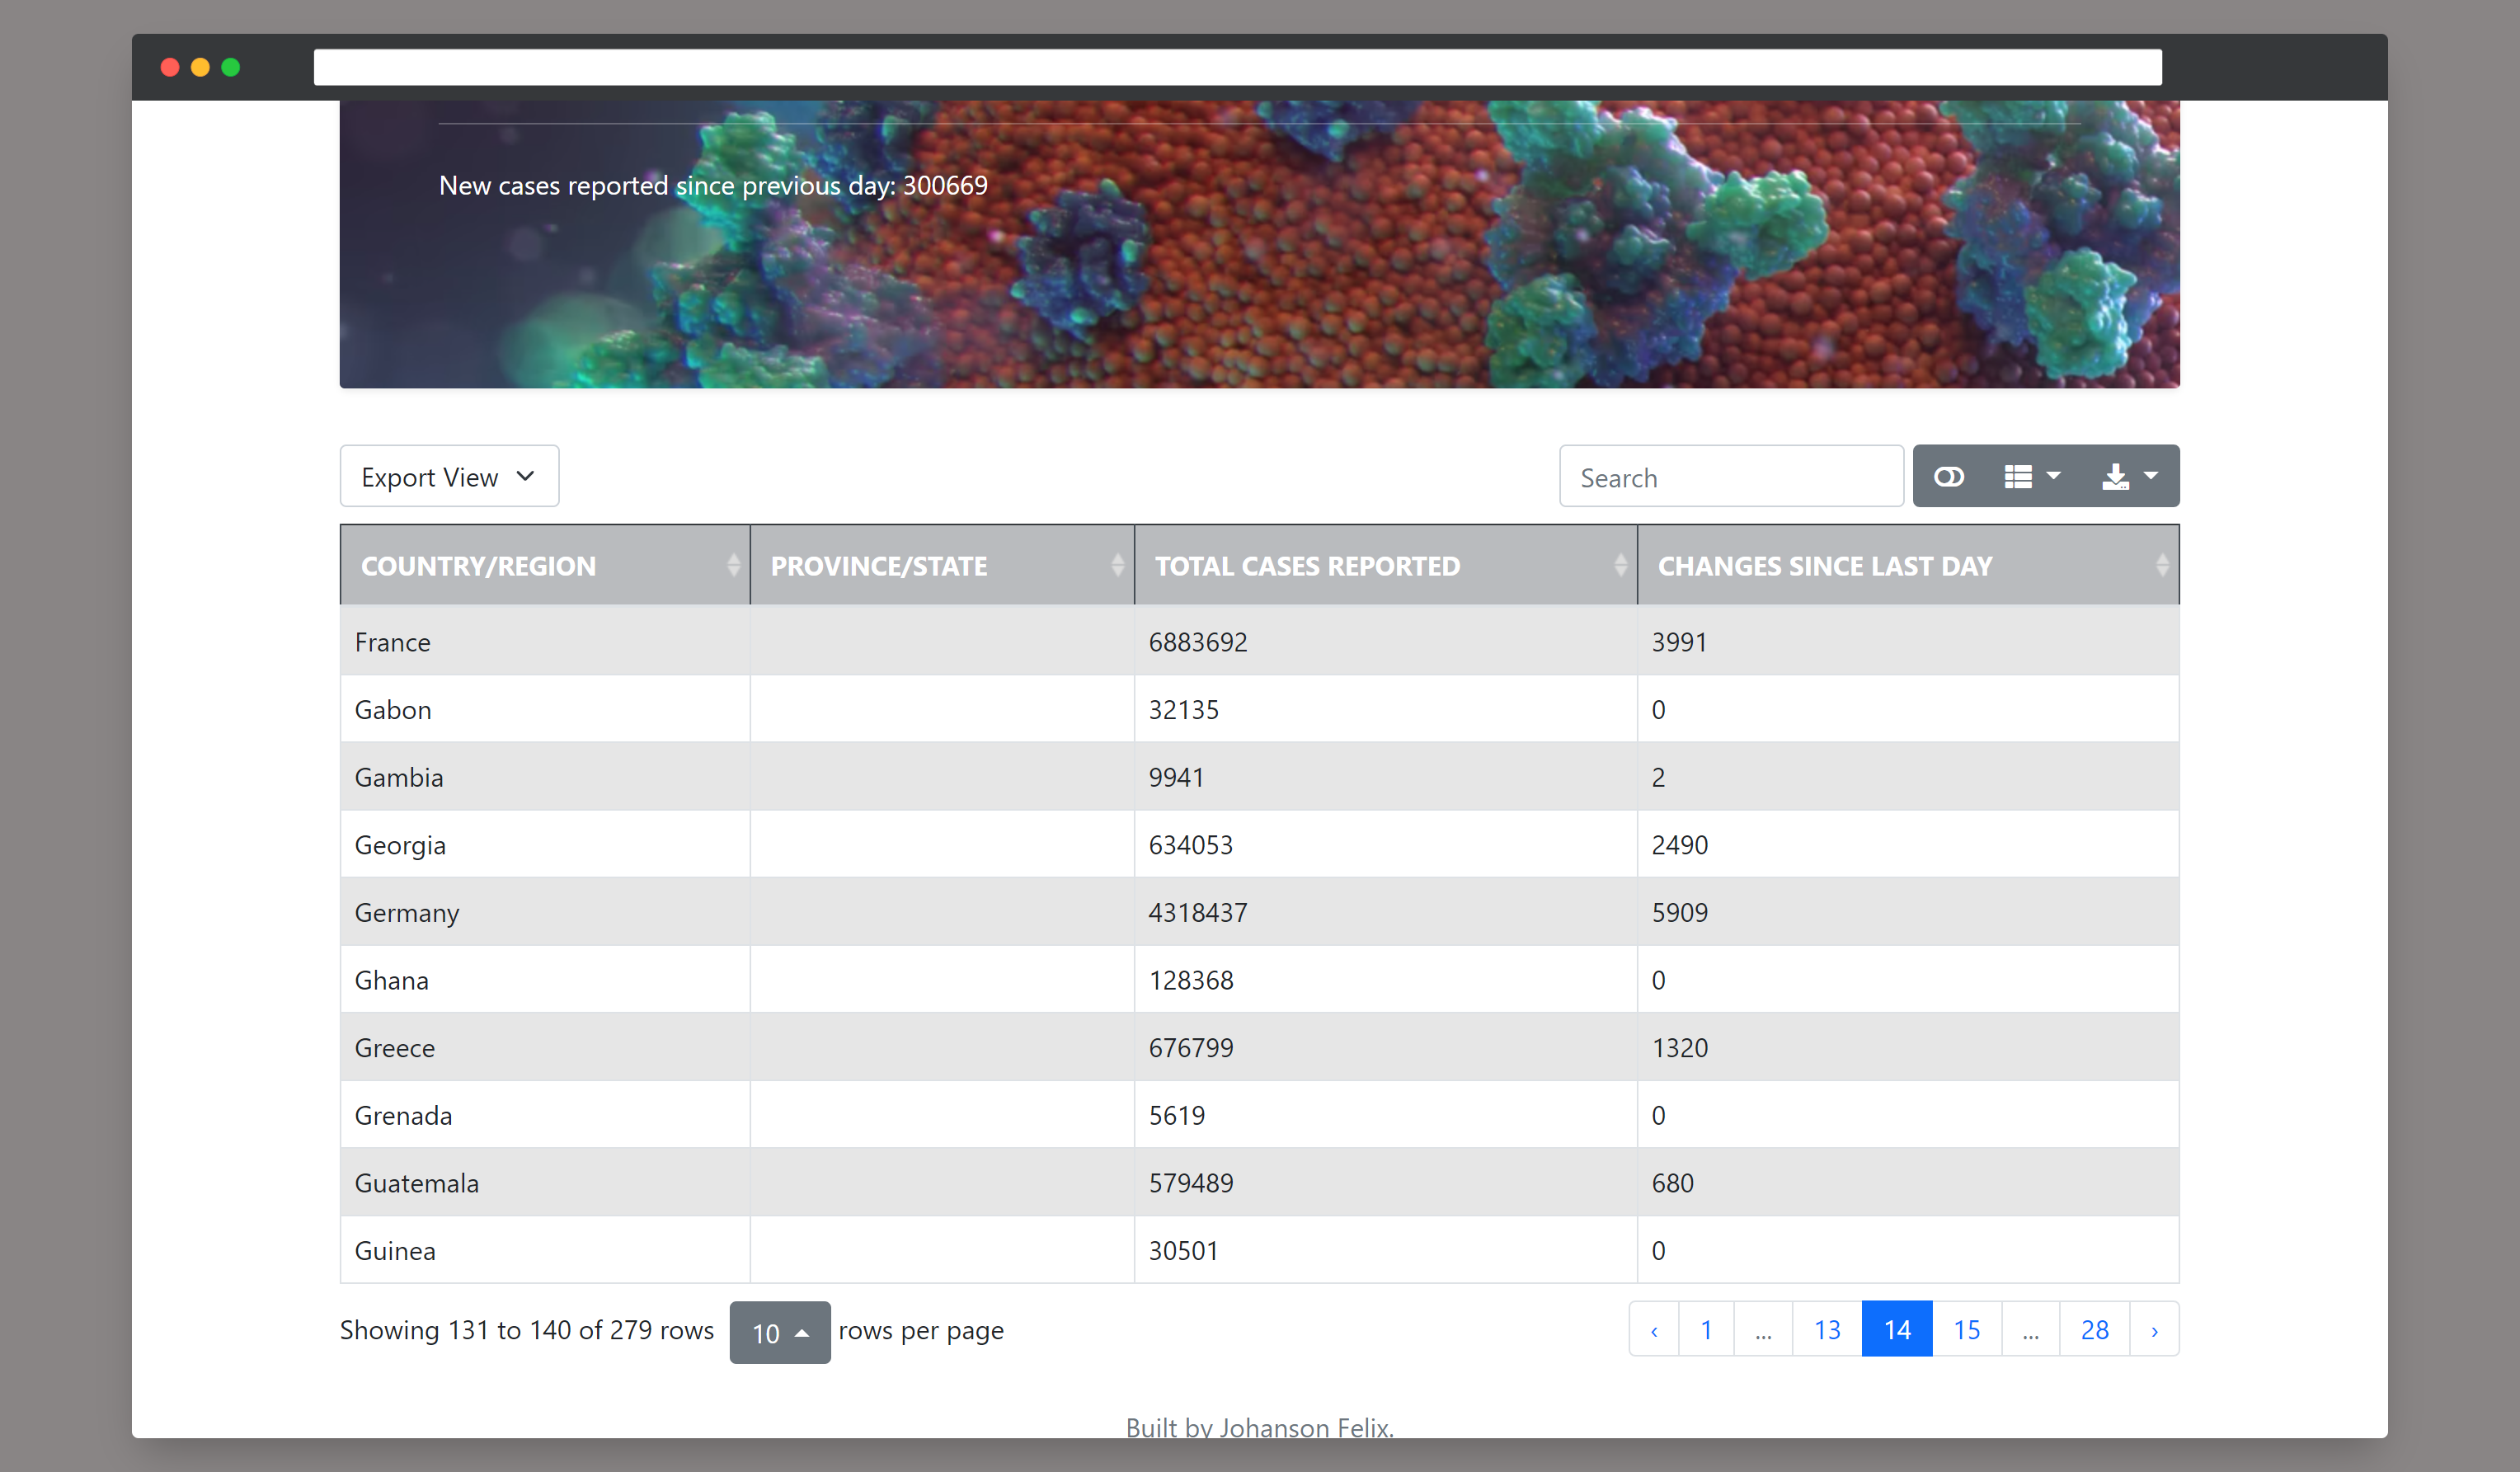 New cases reported since previous day: 300669
Export View
Search
COUNTRY/REGION PROVINCE/STATE TOTAL CASES REPORTED CHANGES SINCE LAST DAY
France 6883692 3991
Gabon 32135 0
Gambia 9941 2
Georgia 634053 2490
Germany 4318437 5909
Ghana 128368 0
Greece 676799 1320
Grenada 5619 0
Guatemala 579489 680
Guinea 30501 0
Showing 131 to 140 of 279 rows 10 rows per page
‹ 1 ... 13 14 15 ... 28 ›
Built by Johanson Felix.